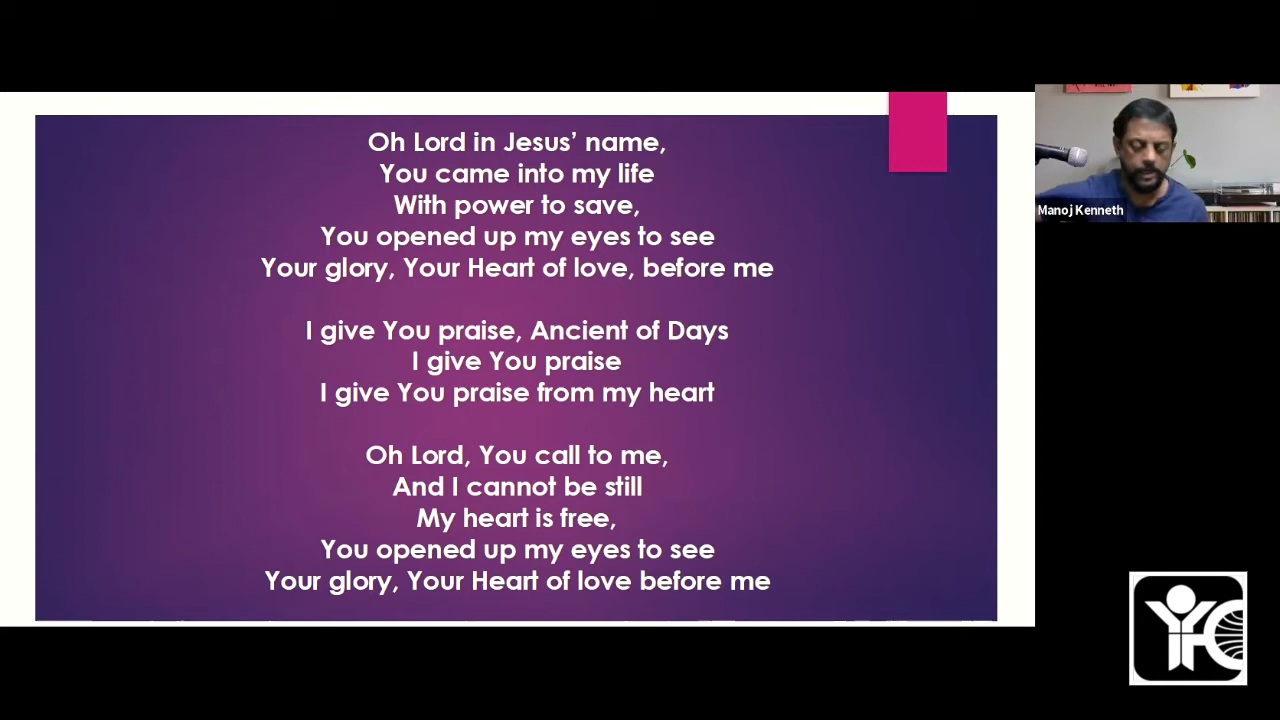 Oh Lord in Jesus’ name,
You came into my life
With power to save,
You opened up my eyes to see
Your glory, Your Heart of love, before me
I give You praise, Ancient of Days
I give You praise
I give You praise from my heart
Oh Lord, You call to me,
And I cannot be still
My heart is free,
You opened up my eyes to see
Your glory, Your Heart of love before me
Manoj Kenneth
YFC